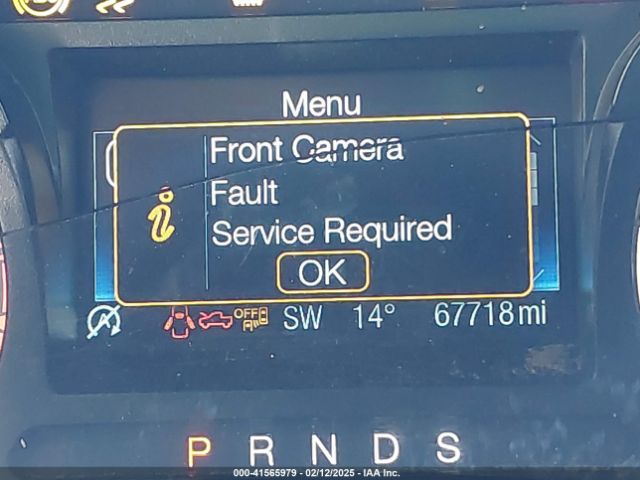 Menu
Front Camera
Fault
Service Required
OK
OFF
SW 14° 67718mi
P R N D S
000-41565979 - 02/12/2025 - IAA Inc.